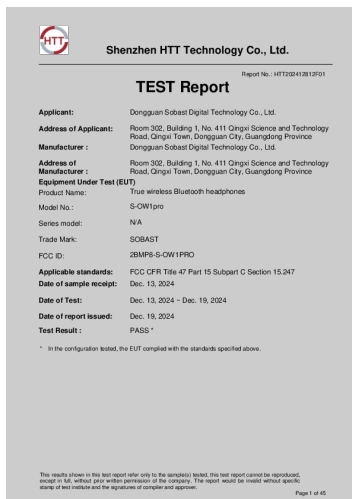 HTT
Shenzhen HTT Technology Co., Ltd.
Report No.: HTT202412812F01
TEST Report
Applicant: Dongguan Sobast Digital Technology Co., Ltd.
Address of Applicant: Room 302, Building 1, No. 411 Qingxi Science and Technology
Road, Qingxi Town, Dongguan City, Guangdong Province
Manufacturer : Dongguan Sobast Digital Technology Co., Ltd.
Address of Room 302, Building 1, No. 411 Qingxi Science and Technology
Manufacturer : Road, Qingxi Town, Dongguan City, Guangdong Province
Equipment Under Test (EUT)
Product Name: True wireless Bluetooth headphones
Model No.: S-OW1pro
Series model: N/A
Trade Mark: SOBAST
FCC ID: 2BMP8-S-OW1PRO
Applicable standards: FCC CFR Title 47 Part 15 Subpart C Section 15.247
Date of sample receipt: Dec. 13, 2024
Date of Test: Dec. 13, 2024 ~ Dec. 19, 2024
Date of report issued: Dec. 19, 2024
Test Result : PASS *
* In the configuration tested, the EUT complied with the standards specified above.
This results shown in this test report refer only to the sample(s) tested, this test report cannot be reproduced,
except in full, without prior written permission of the company. The report would be invalid without specific
stamp of test institute and the signatures of compiler and approver.
Page 1 of 45